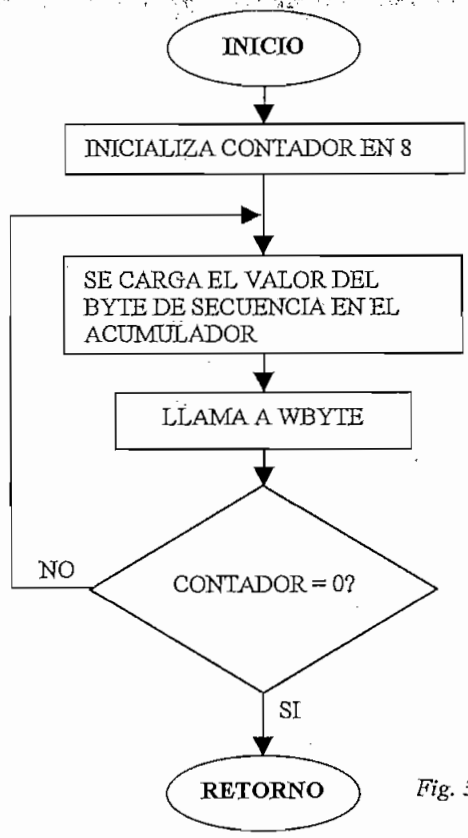 INICIO
INICIALIZA CONTADOR EN 8
SE CARGA EL VALOR DEL
BYTE DE SECUENCIA EN EL
ACUMULADOR
LLAMA A WBYTE
CONTADOR = 0?
NO
SI
RETORNO
Fig.